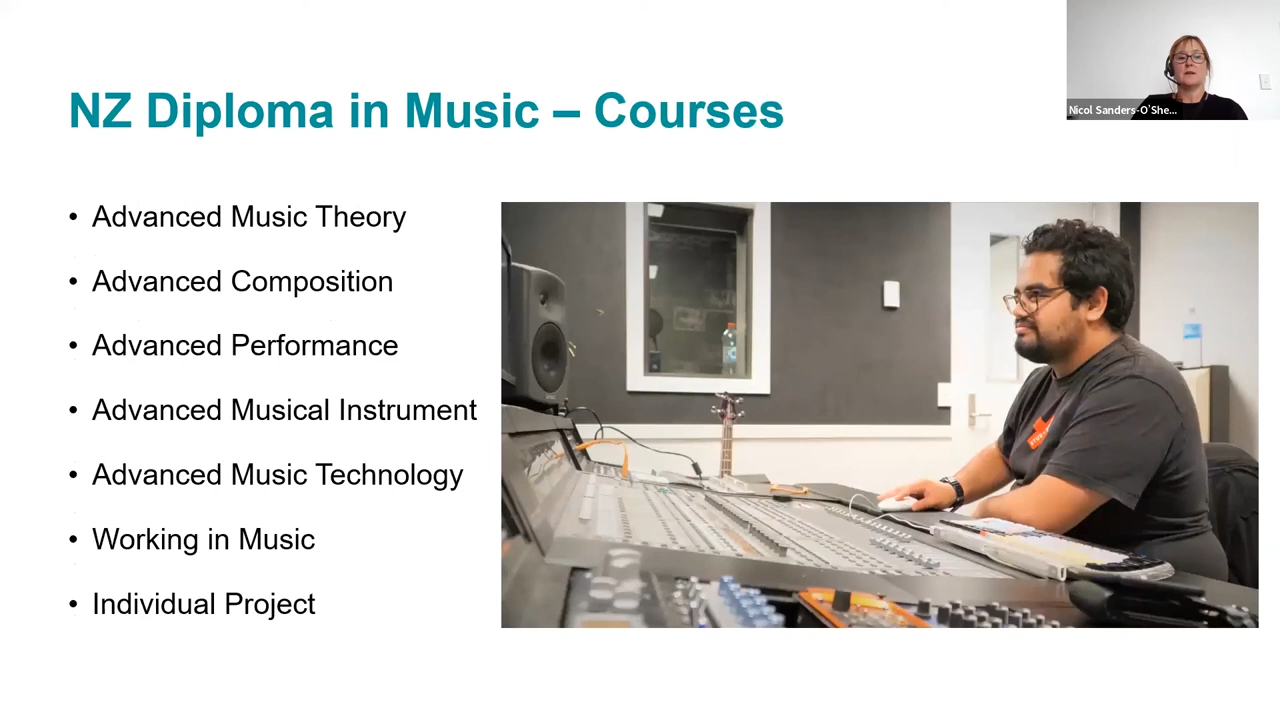 NZ Diploma in Music – Courses
Nicol Sanders-O'She...
• Advanced Music Theory
• Advanced Composition
• Advanced Performance
• Advanced Musical Instrument
• Advanced Music Technology
• Working in Music
• Individual Project